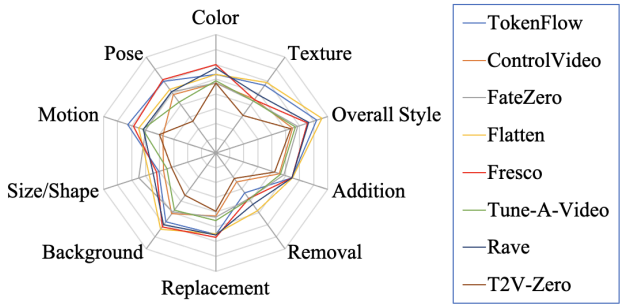 Color
Texture
Overall Style
Addition
Removal
Replacement
Background
Size/Shape
Motion
Pose
TokenFlow
ControlVideo
FateZero
Flatten
Fresco
Tune-A-Video
Rave
T2V-Zero